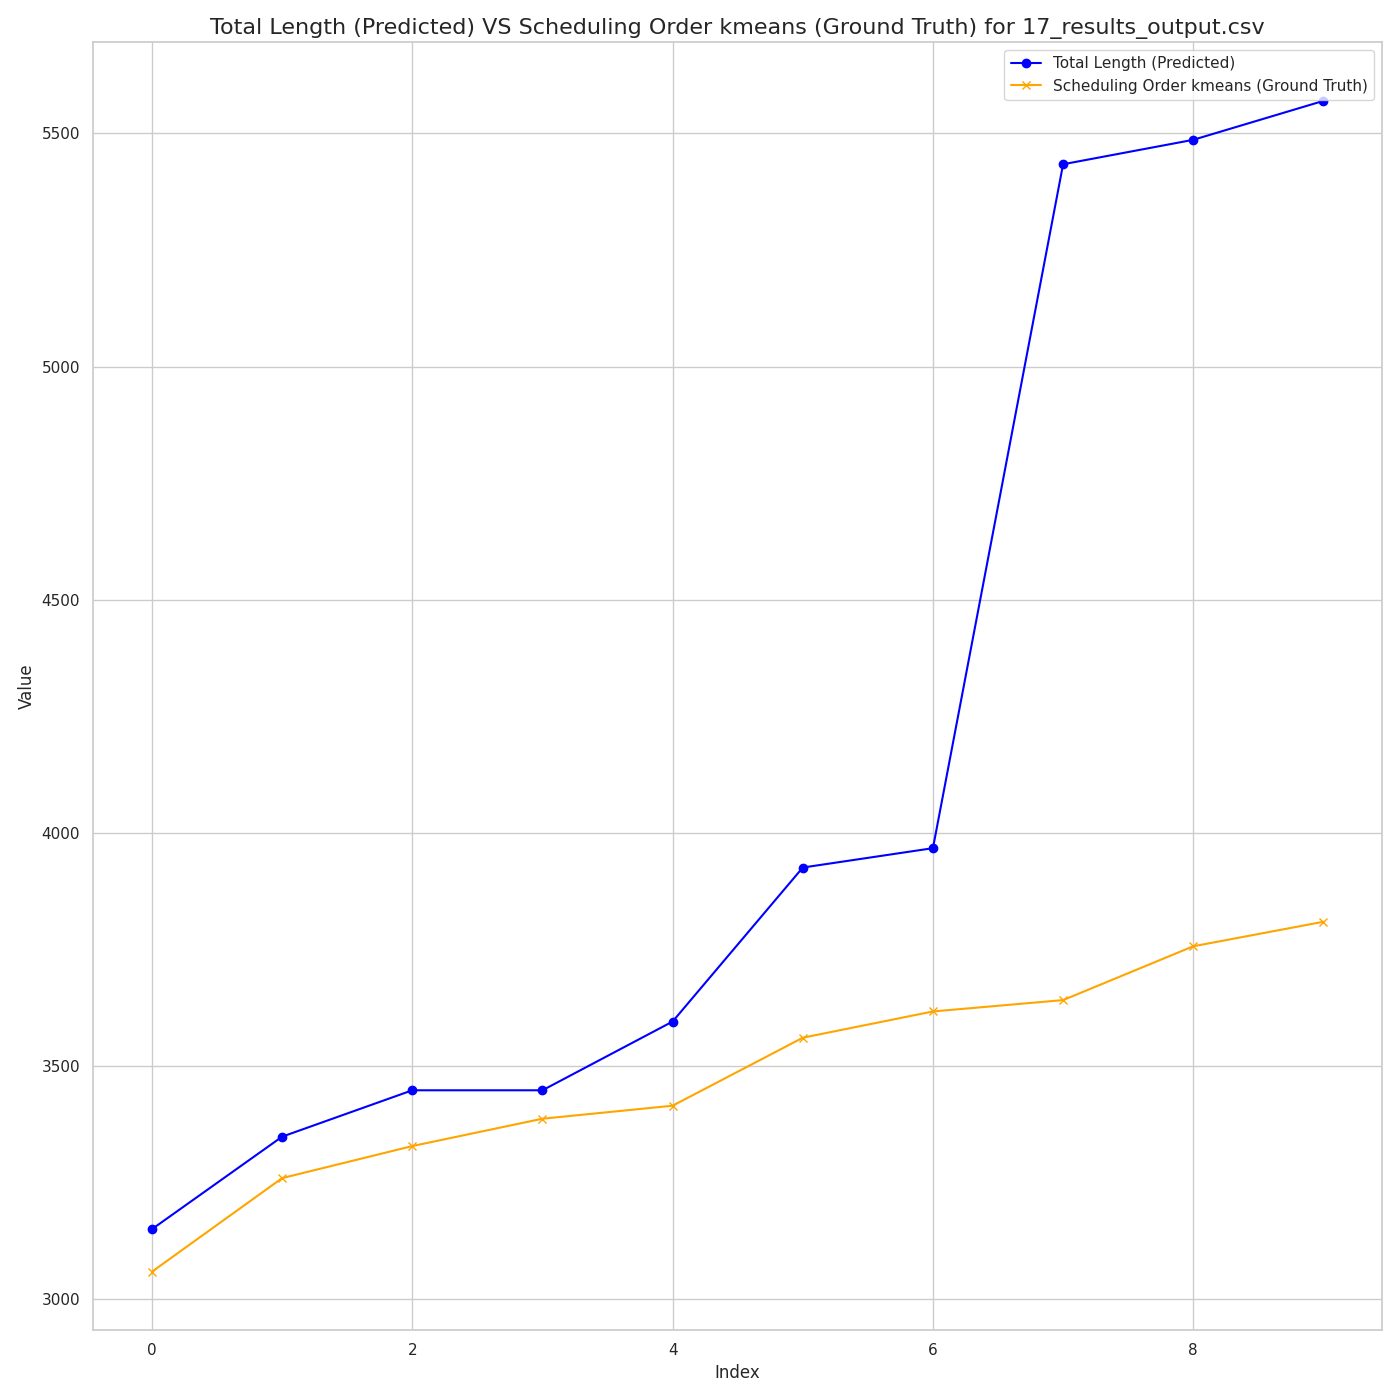 Total Length (Predicted) VS Scheduling Order kmeans (Ground Truth) for 17_results_output.csv
Total Length (Predicted)
Scheduling Order kmeans (Ground Truth)
5500
5000
4500
4000
3500
3000
Value
0 2 4 6 8
Index